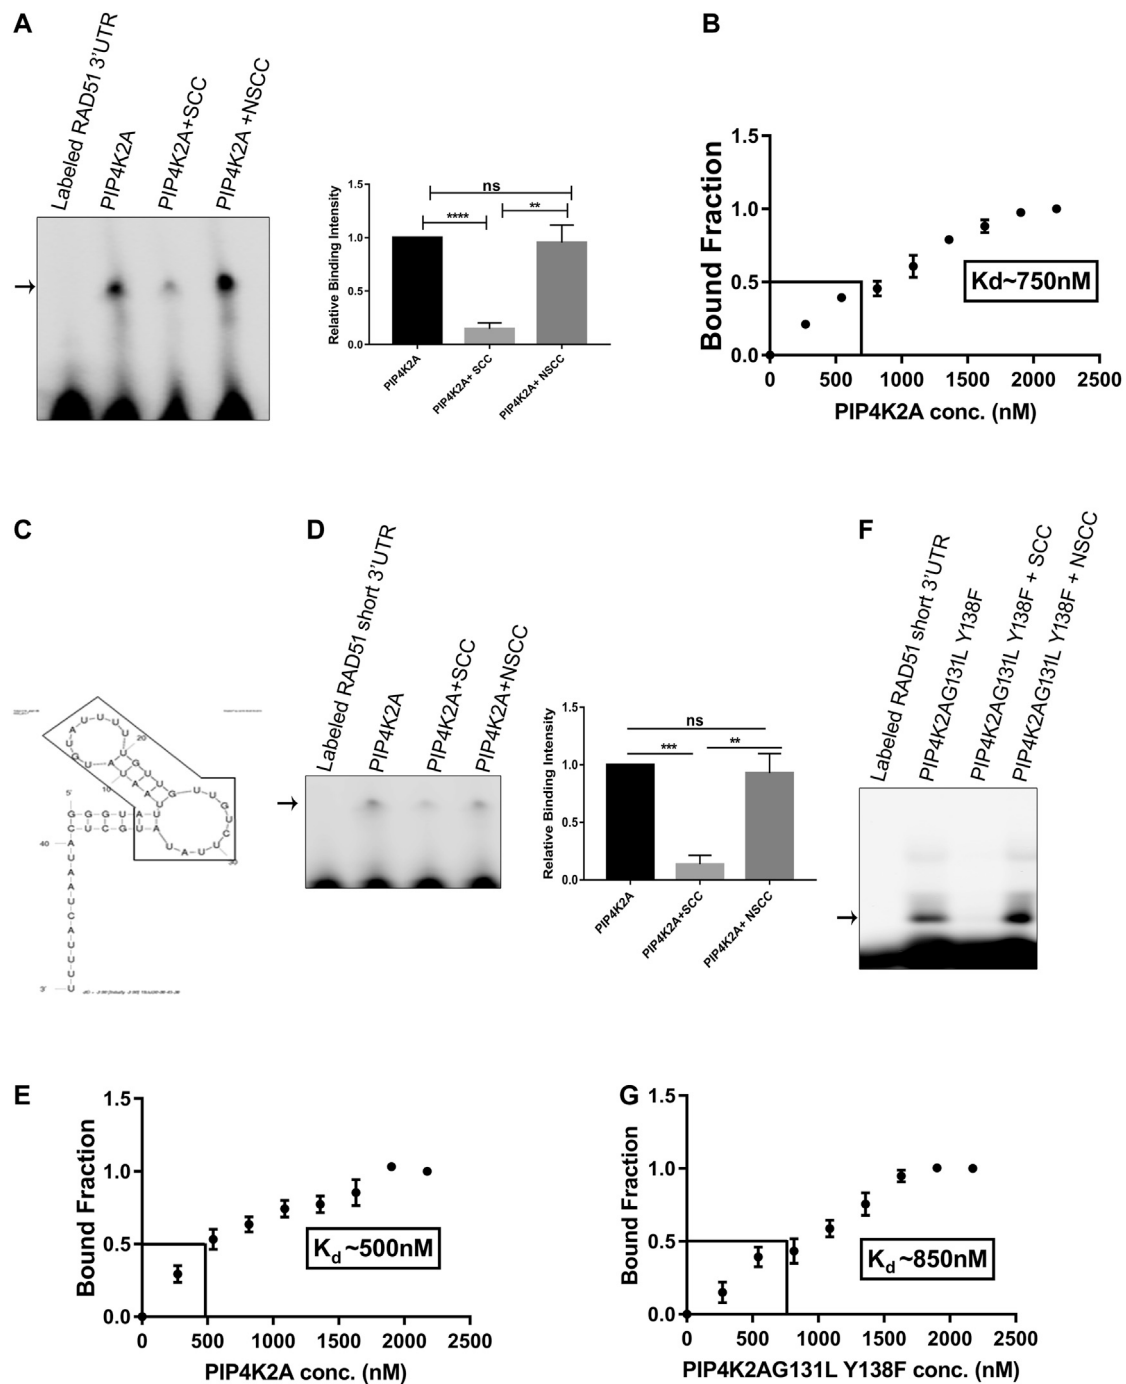 A
Labeled RAD51 3'UTR
PIP4K2A
PIP4K2A+SCC
PIP4K2A +NSCC
Relative Binding Intensity
1.5
1.0
0.5
0.0
ns
****
**
PIP4K2A
PIP4K2A+ SCC
PIP4K2A+ NSCC
B
Bound Fraction
1.5
1.0
0.5
0.0
Kd~750nM
0 500 1000 1500 2000 2500
PIP4K2A conc. (nM)
C
5'
10
20
30
40
3'
D
Labeled RAD51 short 3'UTR
PIP4K2A
PIP4K2A+SCC
PIP4K2A+NSCC
Relative Binding Intensity
1.5
1.0
0.5
0.0
ns
***
**
PIP4K2A
PIP4K2A+SCC
PIP4K2A+ NSCC
F
Labeled RAD51 short 3'UTR
PIP4K2AG131L Y138F
PIP4K2AG131L Y138F + SCC
PIP4K2AG131L Y138F + NSCC
E
Bound Fraction
1.5
1.0
0.5
0.0
Kd ~500nM
0 500 1000 1500 2000 2500
PIP4K2A conc. (nM)
G
Bound Fraction
1.5
1.0
0.5
0.0
Kd ~850nM
0 500 1000 1500 2000 2500
PIP4K2AG131L Y138F conc. (nM)